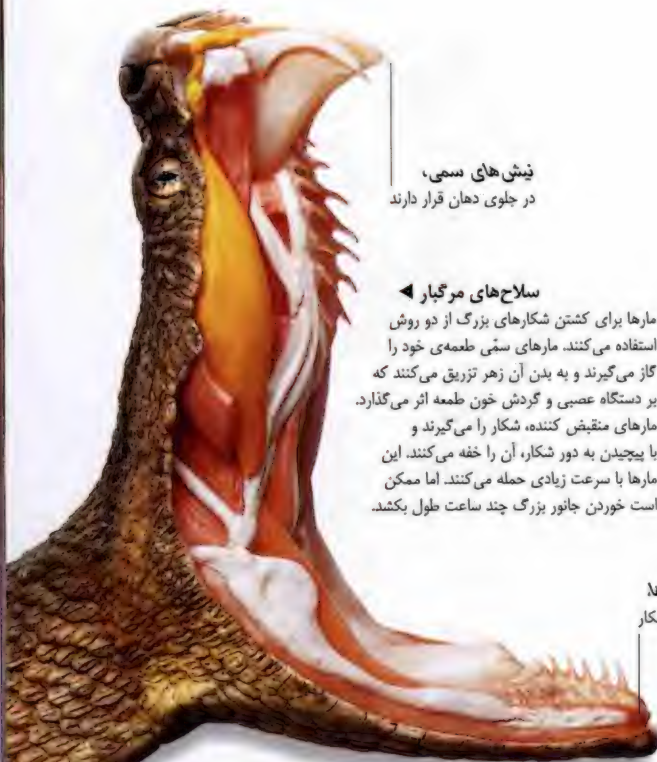 نیش‌های سمی،
در جلوی دهان قرار دارند
سلاح‌های مرگبار ◀
مارها برای کشتن شکارهای بزرگ از دو روش
استفاده می‌کنند. مارهای سمّی طعمه‌ی خود را
گاز می‌گیرند و به بدن آن زهر تزریق می‌کنند که
بر دستگاه عصبی و گردش خون طعمه اثر می‌گذارد.
مارهای منقبض کننده، شکار را می‌گیرند و
با پیچیدن به دور شکار، آن را خفه می‌کنند. این
مارها با سرعت زیادی حمله می‌کنند. اما ممکن
است خوردن جانور بزرگ چند ساعت طول بکشد.